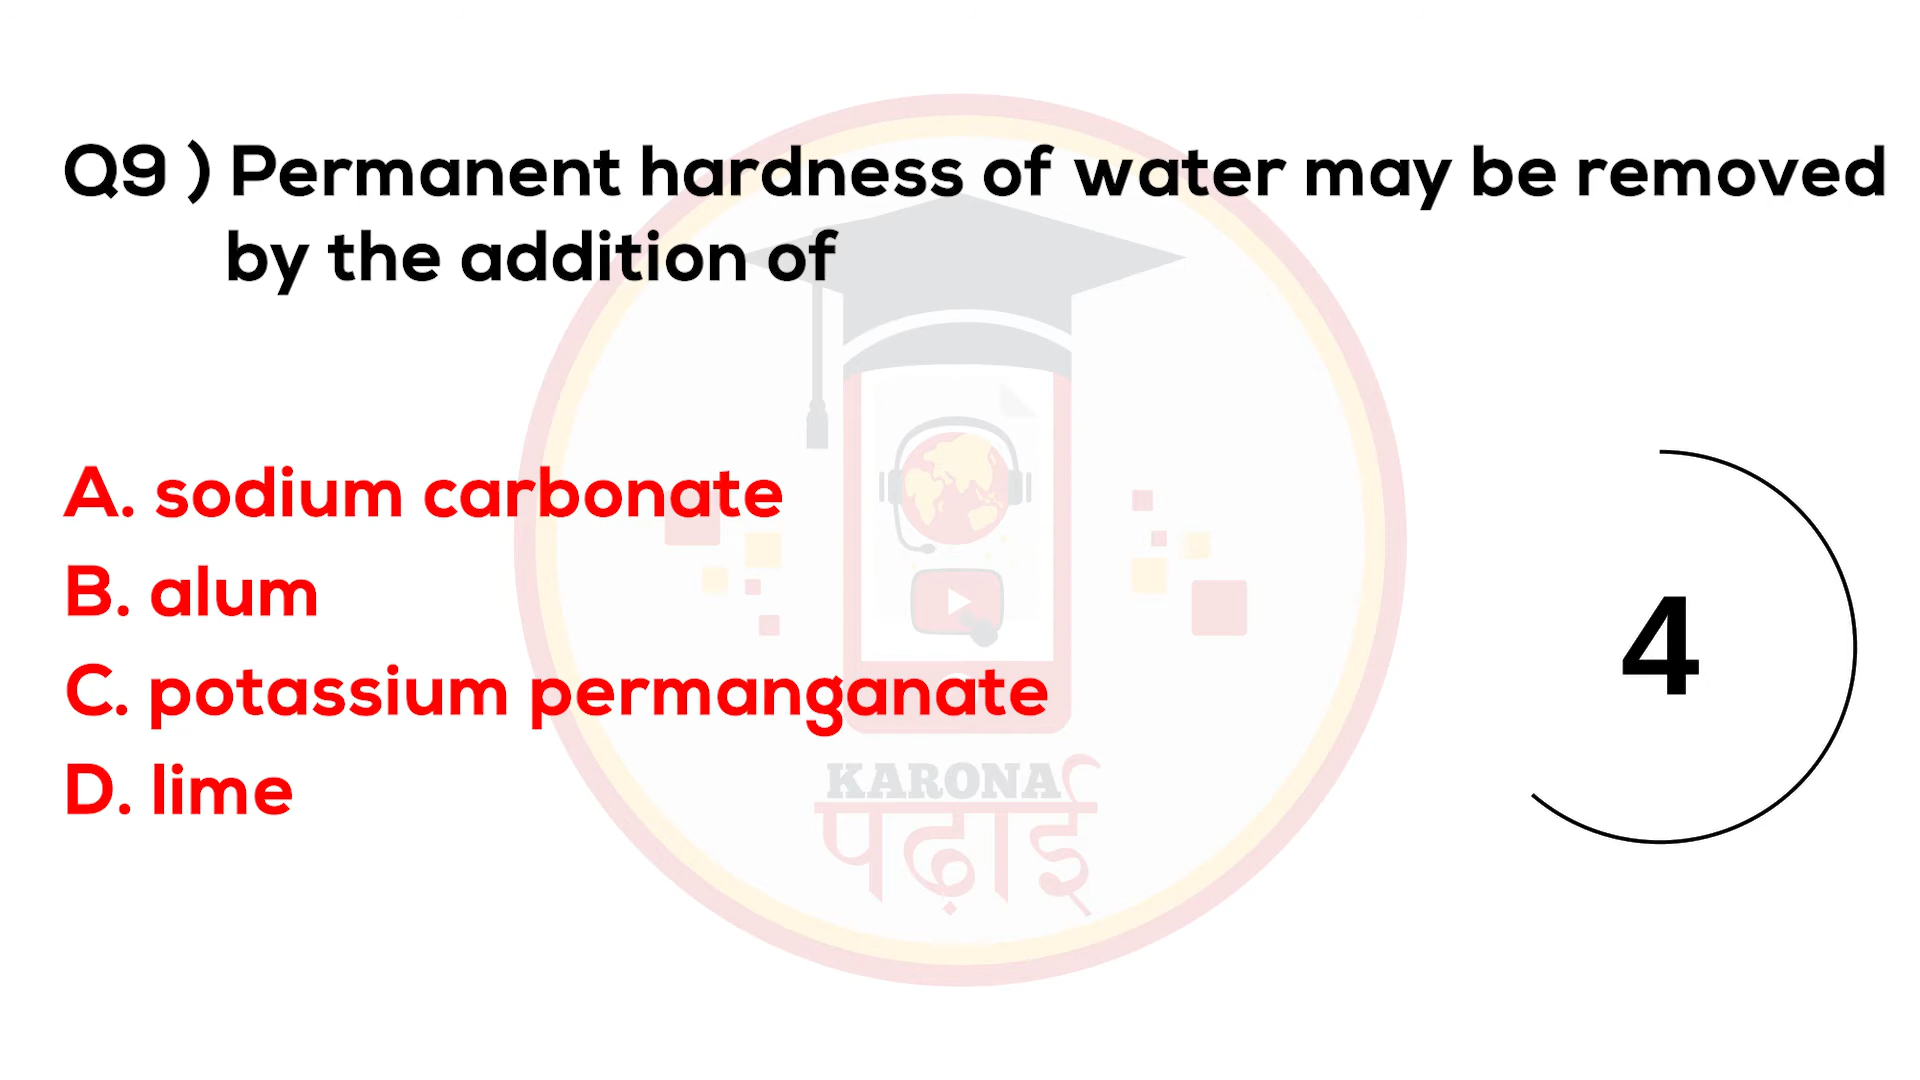 Q9 ) Permanent hardness of water may be removed
by the addition of
A. sodium carbonate
B. alum
C. potassium permanganate
D. lime
4
KARONA
पढ़ाई